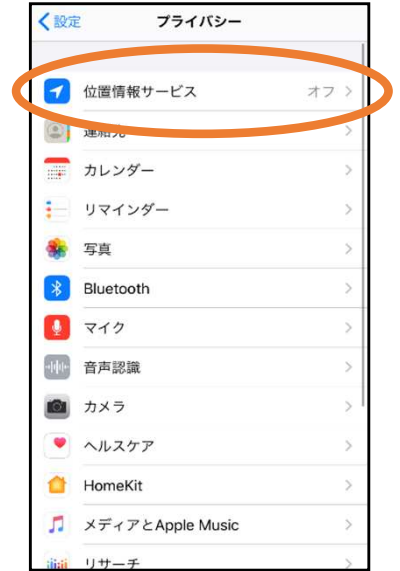 設定 プライバシー
位置情報サービス オフ
連絡先
カレンダー
リマインダー
写真
Bluetooth
マイク
音声認識
カメラ
ヘルスケア
HomeKit
メディアとApple Music
リサーチ